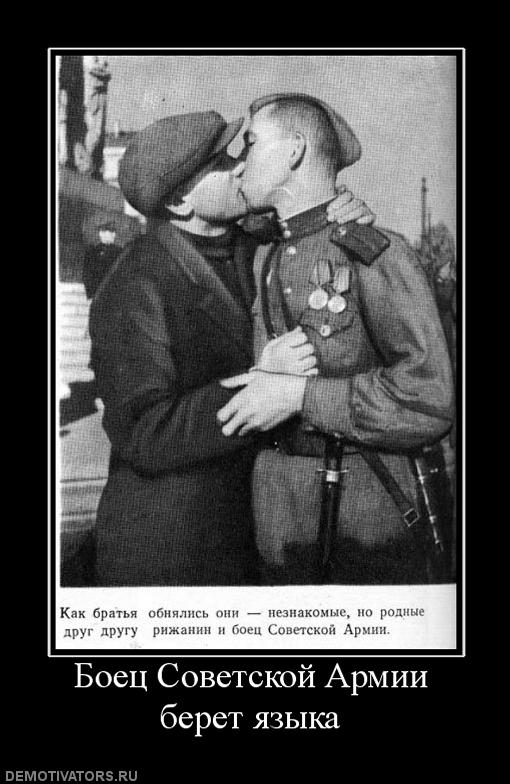 Как братья обнялись они — незнакомые, но родные
друг другу рижанин и боец Советской Армии.
Боец Советской Армии
берет языка
DEMOTIVATORS.RU